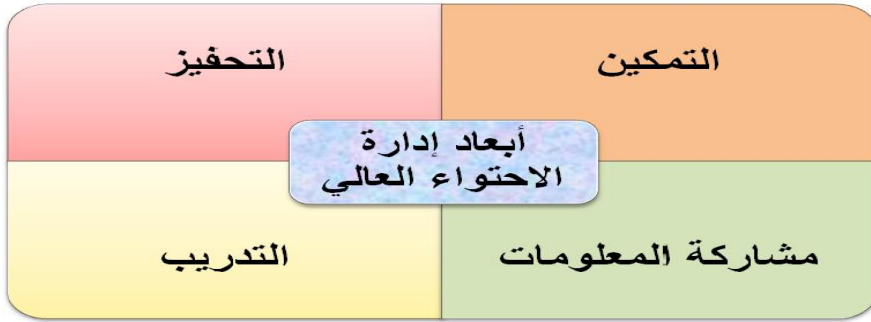 التمكين
التحفيز
أبعاد إدارة
الاحتواء العالي
مشاركة المعلومات
التدريب